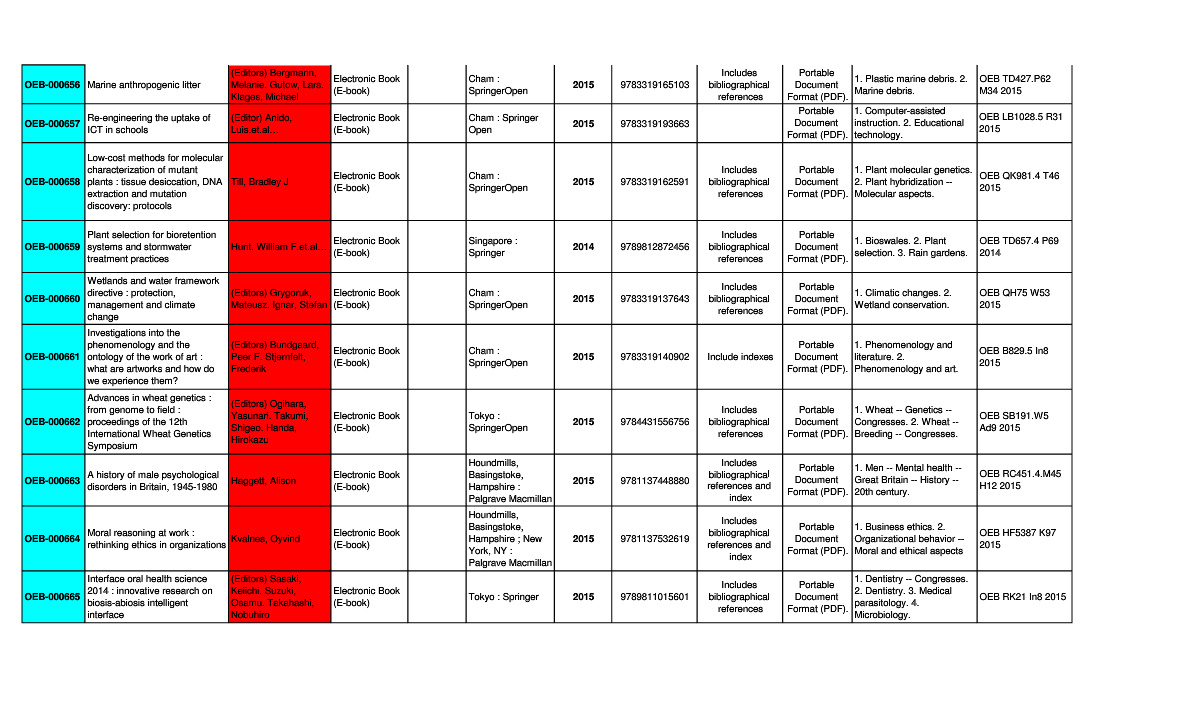 OEB-000656 Marine anthropogenic litter (Editors) Bergmann, Melanie. Gutow, Lars. Klages, Michael Electronic Book (E-book) Cham : SpringerOpen 2015 9783319165103 Includes bibliographical references Portable Document Format (PDF). 1. Plastic marine debris. 2. Marine debris. OEB TD427.P62 M34 2015
OEB-000657 Re-engineering the uptake of ICT in schools (Editor) Anido, Luis.et.al... Electronic Book (E-book) Cham : Springer Open 2015 9783319193663 Portable Document Format (PDF). 1. Computer-assisted instruction. 2. Educational technology. OEB LB1028.5 R31 2015
OEB-000658 Low-cost methods for molecular characterization of mutant plants : tissue desiccation, DNA extraction and mutation discovery: protocols Till, Bradley J Electronic Book (E-book) Cham : SpringerOpen 2015 9783319162591 Includes bibliographical references Portable Document Format (PDF). 1. Plant molecular genetics. 2. Plant hybridization -- Molecular aspects. OEB QK981.4 T46 2015
OEB-000659 Plant selection for bioretention systems and stormwater treatment practices Hunt, William F.et.al... Electronic Book (E-book) Singapore : Springer 2014 9789812872456 Includes bibliographical references Portable Document Format (PDF). 1. Bioswales. 2. Plant selection. 3. Rain gardens. OEB TD657.4 P69 2014
OEB-000660 Wetlands and water framework directive : protection, management and climate change (Editors) Grygoruk, Mateusz. Ignar, Stefan Electronic Book (E-book) Cham : SpringerOpen 2015 9783319137643 Includes bibliographical references Portable Document Format (PDF). 1. Climatic changes. 2. Wetland conservation. OEB QH75 W53 2015
OEB-000661 Investigations into the phenomenology and the ontology of the work of art : what are artworks and how do we experience them? (Editors) Bundgaard, Peer F. Stjernfelt, Frederik Electronic Book (E-book) Cham : SpringerOpen 2015 9783319140902 Include indexes Portable Document Format (PDF). 1. Phenomenology and literature. 2. Phenomenology and art. OEB B829.5 In8 2015
OEB-000662 Advances in wheat genetics : from genome to field : proceedings of the 12th International Wheat Genetics Symposium (Editors) Ogihara, Yasunari. Takumi, Shigeo. Handa, Hirokazu Electronic Book (E-book) Tokyo : SpringerOpen 2015 9784431556756 Includes bibliographical references Portable Document Format (PDF). 1. Wheat -- Genetics -- Congresses. 2. Wheat -- Breeding -- Congresses. OEB SB191.W5 Ad9 2015
OEB-000663 A history of male psychological disorders in Britain, 1945-1980 Haggett, Alison Electronic Book (E-book) Houndmills, Basingstoke, Hampshire : Palgrave Macmillan 2015 9781137448880 Includes bibliographical references and index Portable Document Format (PDF). 1. Men -- Mental health -- Great Britain -- History -- 20th century. OEB RC451.4.M45 H12 2015
OEB-000664 Moral reasoning at work : rethinking ethics in organizations Kvalnes, Oyvind Electronic Book (E-book) Houndmills, Basingstoke, Hampshire ; New York, NY : Palgrave Macmillan 2015 9781137532619 Includes bibliographical references and index Portable Document Format (PDF). 1. Business ethics. 2. Organizational behavior -- Moral and ethical aspects OEB HF5387 K97 2015
OEB-000665 Interface oral health science 2014 : innovative research on biosis-abiosis intelligent interface (Editors) Sasaki, Keiichi. Suzuki, Osamu. Takahashi, Nobuhiro Electronic Book (E-book) Tokyo : Springer 2015 9789811015601 Includes bibliographical references Portable Document Format (PDF). 1. Dentistry -- Congresses. 2. Dentistry. 3. Medical parasitology. 4. Microbiology. OEB RK21 In8 2015